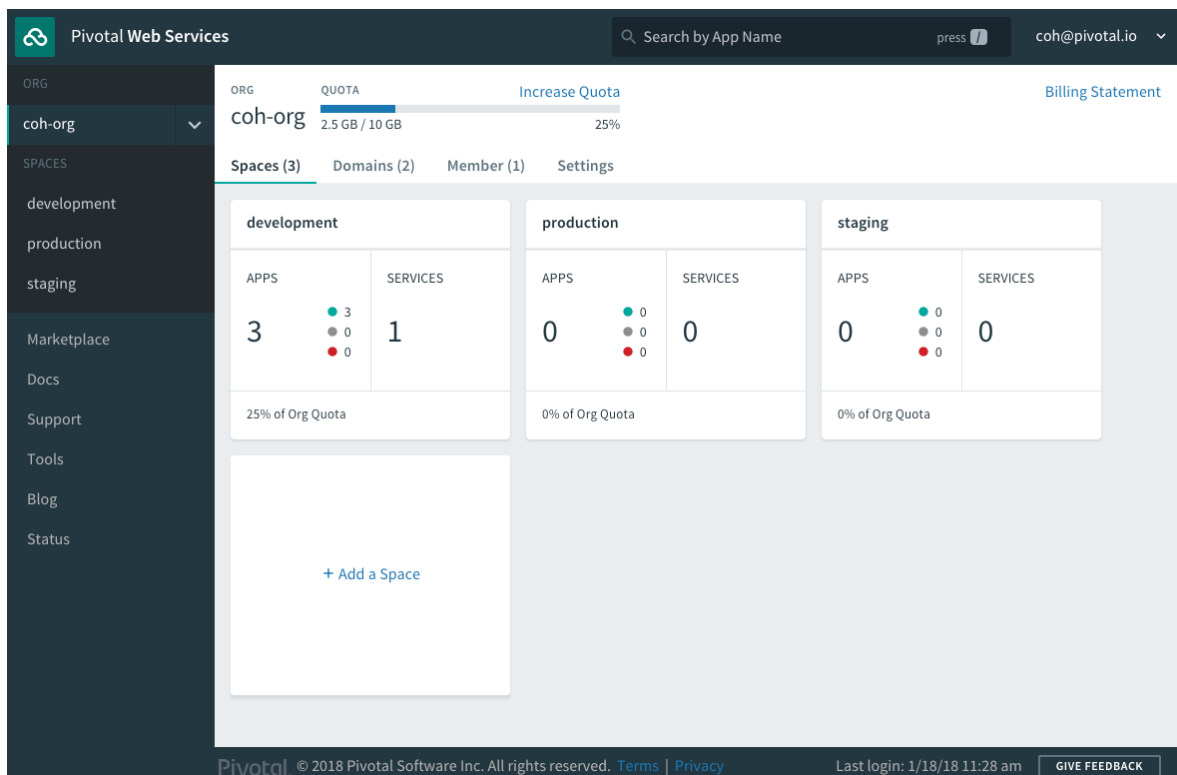 Pivotal Web Services
Search by App Name
press /
coh@pivotal.io
ORG
coh-org
SPACES
development
production
staging
Marketplace
Docs
Support
Tools
Blog
Status
ORG
coh-org
QUOTA
Increase Quota
2.5 GB / 10 GB
25%
Billing Statement
Spaces (3) Domains (2) Member (1) Settings
development
APPS
3
3
0
0
SERVICES
1
25% of Org Quota
production
APPS
0
0
0
0
SERVICES
0
0% of Org Quota
staging
APPS
0
0
0
0
SERVICES
0
0% of Org Quota
+ Add a Space
Pivotal © 2018 Pivotal Software Inc. All rights reserved. Terms | Privacy
Last login: 1/18/18 11:28 am
GIVE FEEDBACK